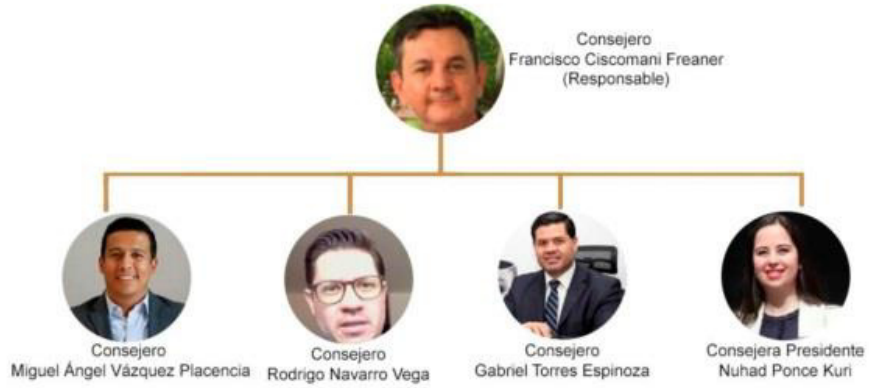 Consejero
Francisco Ciscomani Freaner
(Responsable)
Consejero
Miguel Ángel Vázquez Placencia
Consejero
Rodrigo Navarro Vega
Consejero
Gabriel Torres Espinoza
Consejera Presidente
Nuhad Ponce Kuri